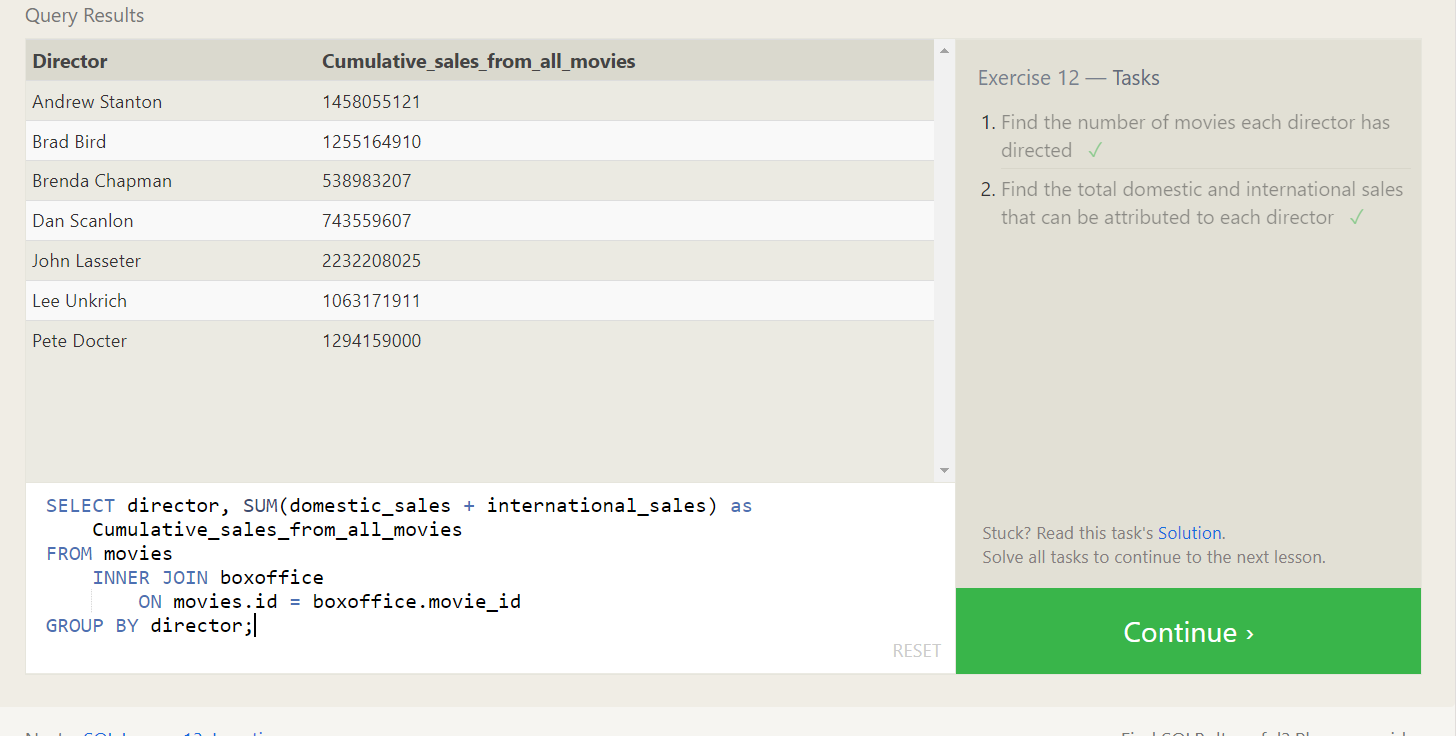 Query Results
Director Cumulative_sales_from_all_movies
Andrew Stanton 1458055121
Brad Bird 1255164910
Brenda Chapman 538983207
Dan Scanlon 743559607
John Lasseter 2232208025
Lee Unkrich 1063171911
Pete Docter 1294159000
SELECT director, SUM(domestic_sales + international_sales) as
Cumulative_sales_from_all_movies
FROM movies
INNER JOIN boxoffice
ON movies.id = boxoffice.movie_id
GROUP BY director;
RESET
Exercise 12 — Tasks
1. Find the number of movies each director has
directed ✓
2. Find the total domestic and international sales
that can be attributed to each director ✓
Stuck? Read this task's Solution.
Solve all tasks to continue to the next lesson.
Continue ›